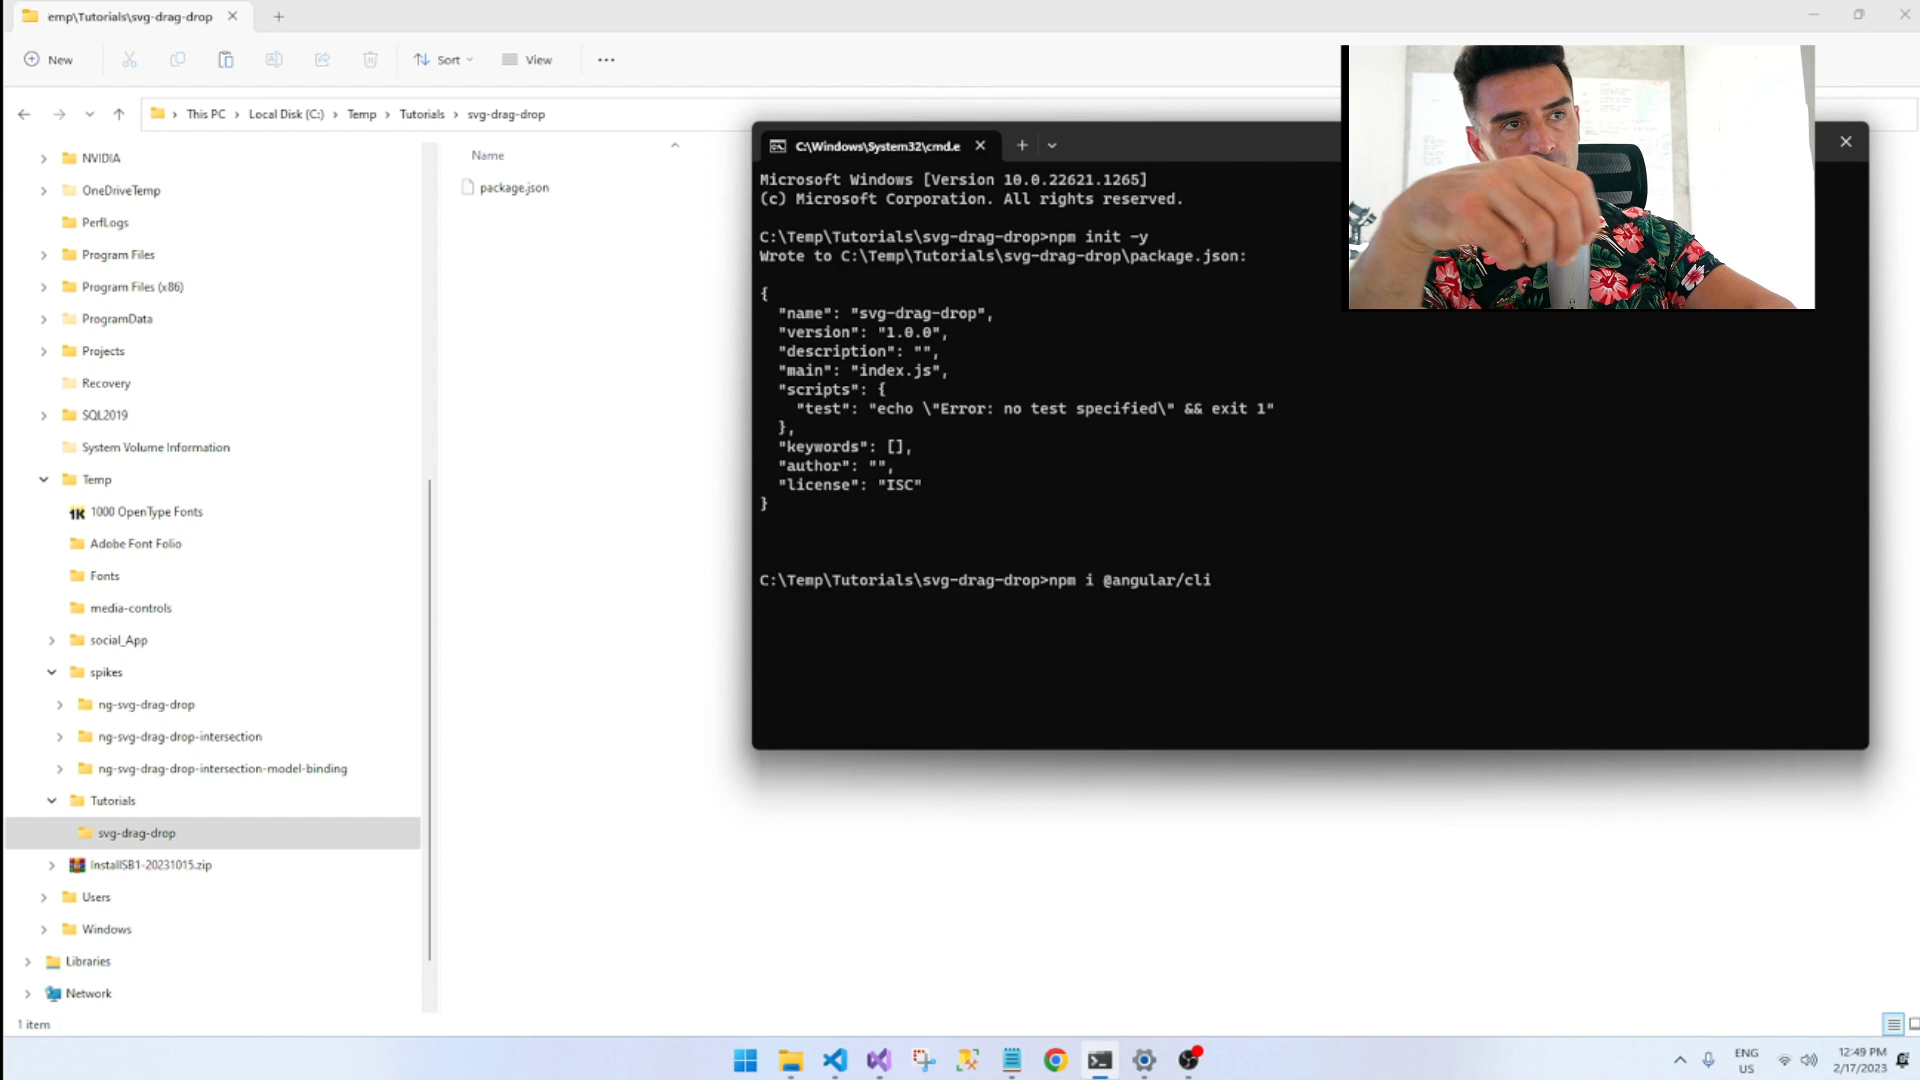 emp\Tutorials\svg-drag-drop
New
Sort
View
This PC
Local Disk (C:)
Temp
Tutorials
svg-drag-drop
NVIDIA
OneDriveTemp
PerfLogs
Program Files
Program Files (x86)
ProgramData
Projects
Recovery
SQL2019
System Volume Information
Temp
1K 1000 OpenType Fonts
Adobe Font Folio
Fonts
media-controls
social_App
spikes
ng-svg-drag-drop
ng-svg-drag-drop-intersection
ng-svg-drag-drop-intersection-model-binding
Tutorials
svg-drag-drop
InstallSB1-20231015.zip
Users
Windows
Libraries
Network
1 item
Name
package.json
C:\Windows\System32\cmd.e
Microsoft Windows [Version 10.0.22621.1265]
(c) Microsoft Corporation. All rights reserved.
C:\Temp\Tutorials\svg-drag-drop>npm init -y
Wrote to C:\Temp\Tutorials\svg-drag-drop\package.json:
{
"name": "svg-drag-drop",
"version": "1.0.0",
"description": "",
"main": "index.js",
"scripts": {
"test": "echo \"Error: no test specified\" && exit 1"
},
"keywords": [],
"author": "",
"license": "ISC"
}
C:\Temp\Tutorials\svg-drag-drop>npm i @angular/cli
ENG
US
12:49 PM
2/17/2023